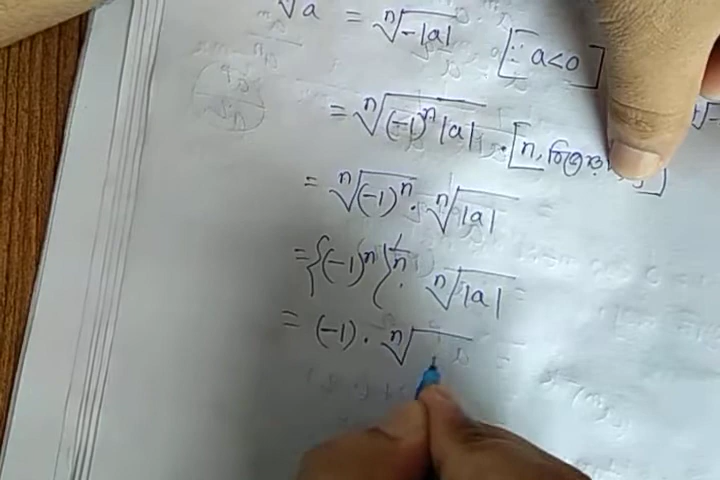 ⁿ√a = ⁿ√-|a| [∵ a<0]
= ⁿ√(-1)ⁿ|a| . [n,
= ⁿ√(-1)ⁿ . ⁿ√|a|
= {(-1)ⁿ}^1/n . ⁿ√|a|
= (-1) . ⁿ√